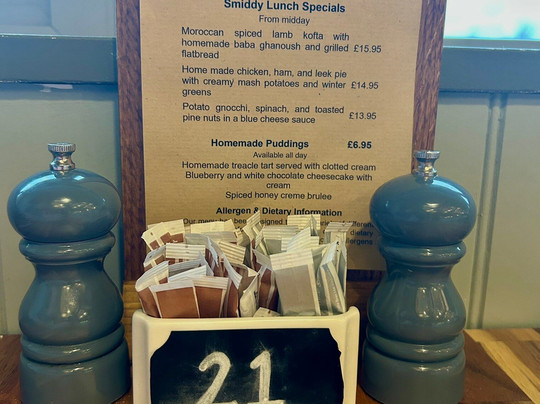 Smiddy Lunch Specials
From midday
Moroccan spiced lamb kofta with
homemade baba ghanoush and grilled £15.95
flatbread
Home made chicken, ham, and leek pie
with creamy mash potatoes and winter £14.95
greens
Potato gnocchi, spinach, and toasted
pine nuts in a blue cheese sauce £13.95
Homemade Puddings £6.95
Available all day
Homemade treacle tart served with clotted cream
Blueberry and white chocolate cheesecake with
cream
Spiced honey creme brulee
Allergen & Dietary Information
Our
dietary
21